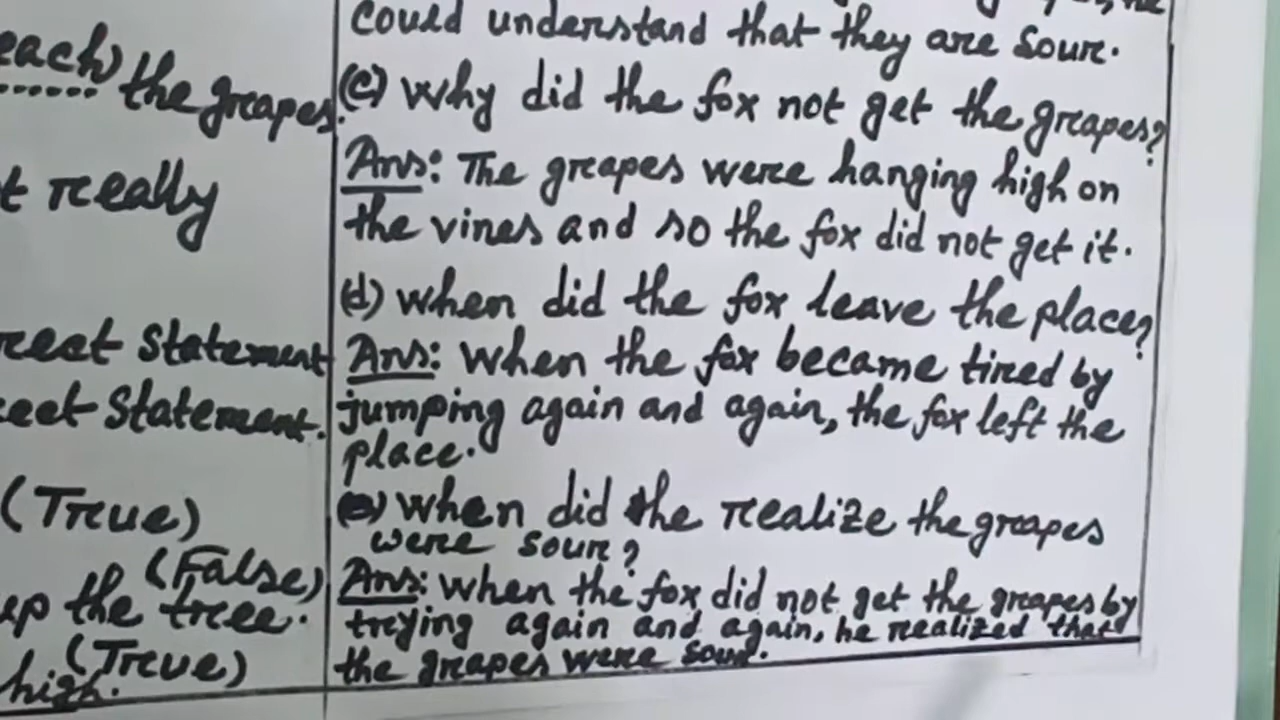 each) the grapes.
t really
rect Statement
ect Statement.
(True)
(False)
up the tree.
(True)
high.
could understand that they are sour.
(c) Why did the fox not get the grapes?
Ans: The grapes were hanging high on
the vines and so the fox did not get it.
(d) When did the fox leave the place?
Ans: When the fox became tired by
jumping again and again, the fox left the
place.
(e) When did the realize the grapes
were sour?
Ans: When the fox did not get the grapes by
trying again and again, he realized that
the grapes were sour.